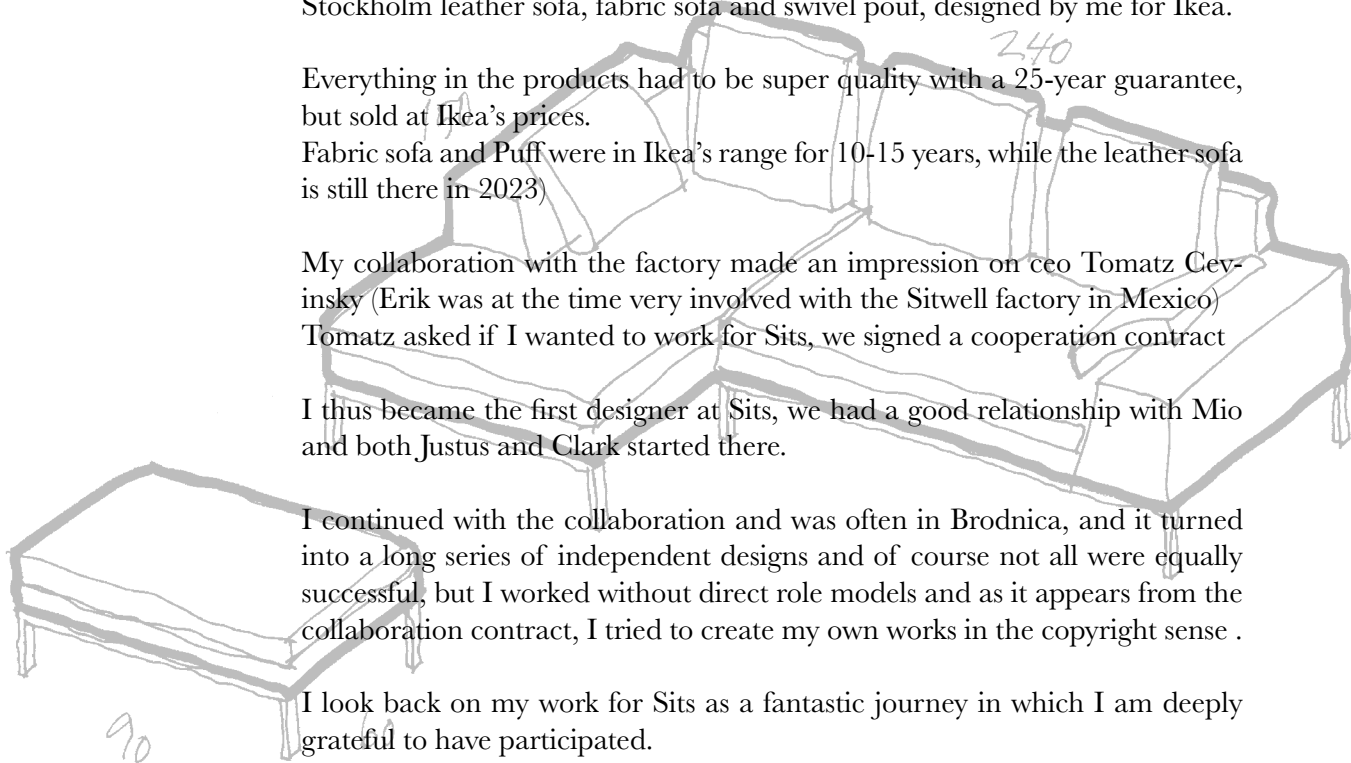 Stockholm leather sofa, fabric sofa and swivel pouf, designed by me for Ikea.
240
Everything in the products had to be super quality with a 25-year guarantee,
but sold at Ikea's prices.
Fabric sofa and Puff were in Ikea's range for 10-15 years, while the leather sofa
is still there in 2023)
My collaboration with the factory made an impression on ceo Tomatz Cev-
insky (Erik was at the time very involved with the Sitwell factory in Mexico)
Tomatz asked if I wanted to work for Sits, we signed a cooperation contract
I thus became the first designer at Sits, we had a good relationship with Mio
and both Justus and Clark started there.
I continued with the collaboration and was often in Brodnica, and it turned
into a long series of independent designs and of course not all were equally
successful, but I worked without direct role models and as it appears from the
collaboration contract, I tried to create my own works in the copyright sense .
I look back on my work for Sits as a fantastic journey in which I am deeply
grateful to have participated.
90